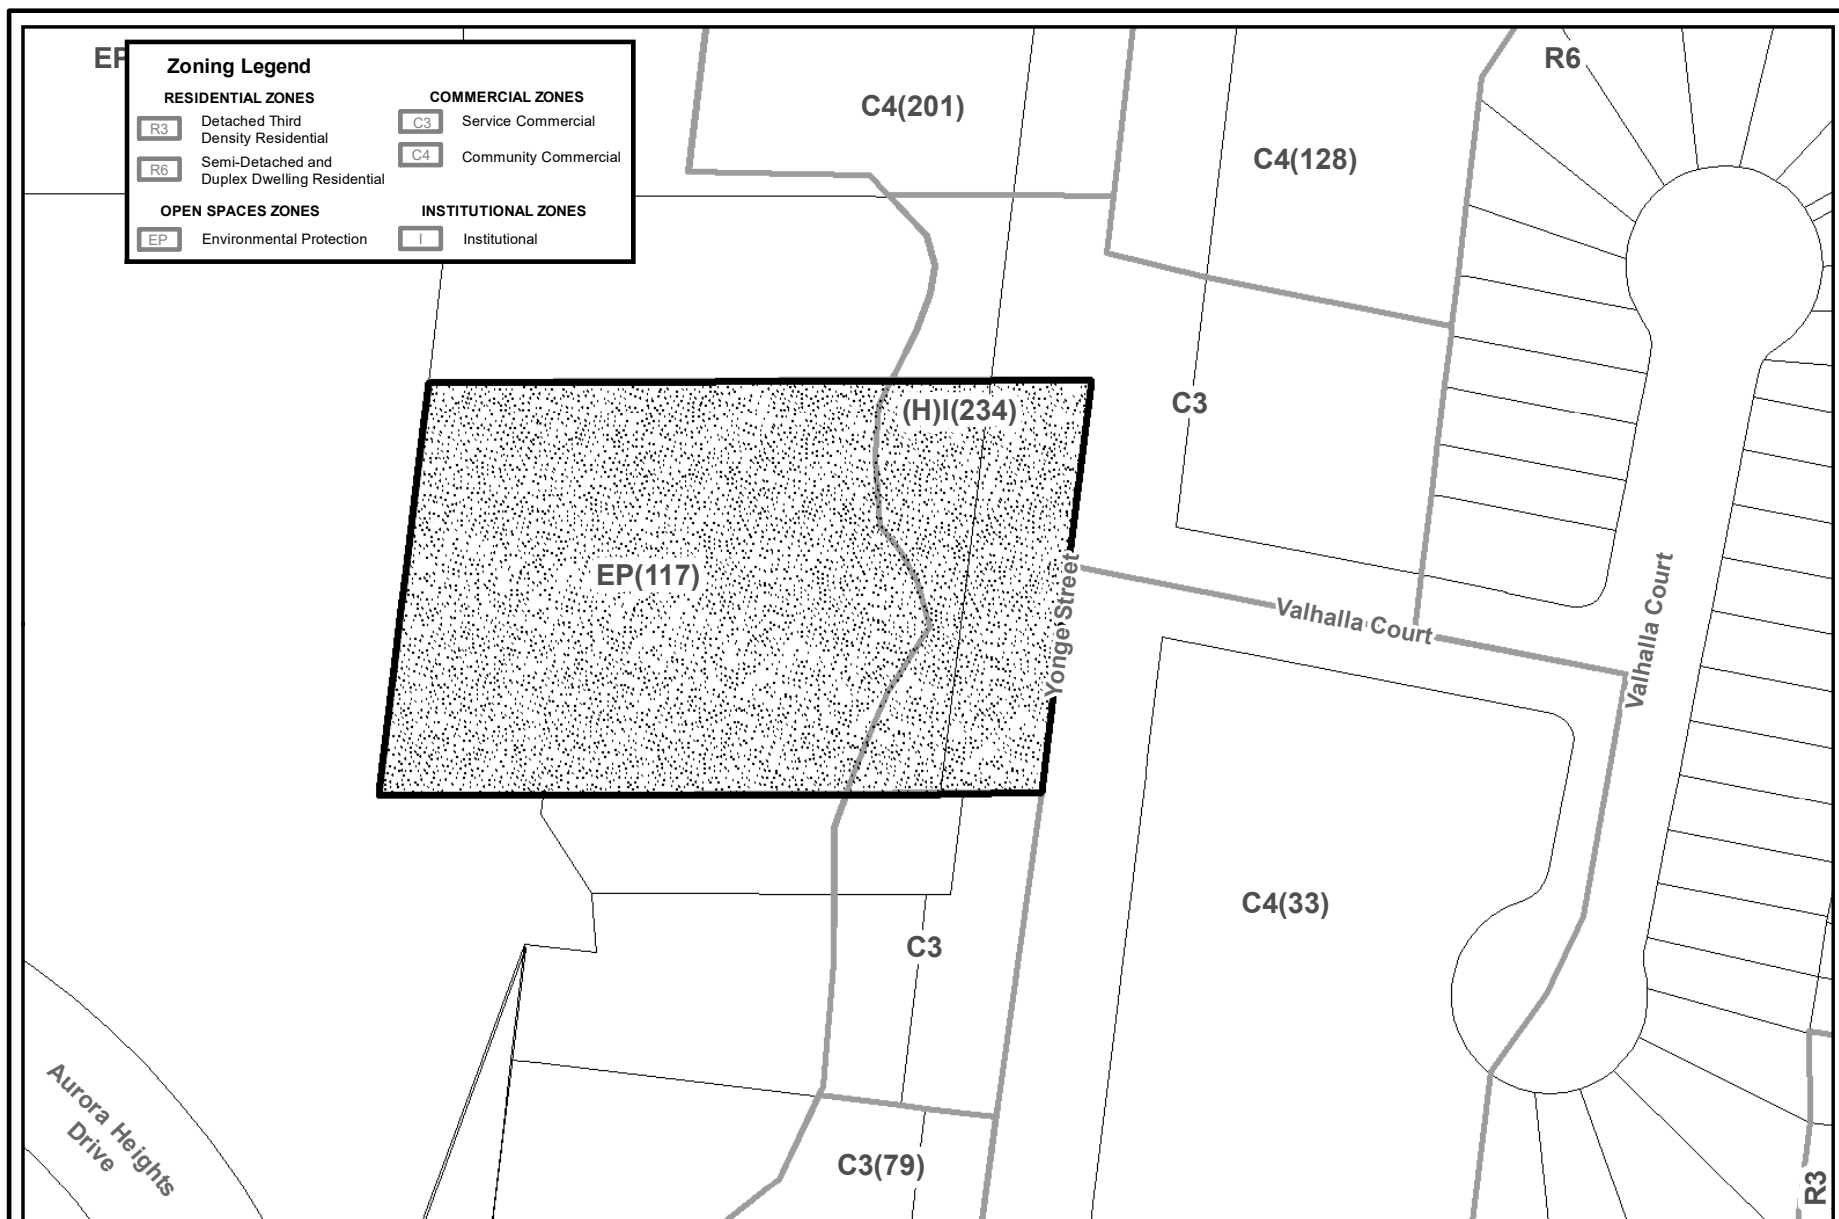 EP
Zoning Legend
RESIDENTIAL ZONES
R3 Detached Third
Density Residential
R6 Semi-Detached and
Duplex Dwelling Residential
OPEN SPACES ZONES
EP Environmental Protection
COMMERCIAL ZONES
C3 Service Commercial
C4 Community Commercial
INSTITUTIONAL ZONES
I Institutional
C4(201)
C4(128)
R6
(H)I(234)
C3
EP(117)
Yonge Street
Valhalla Court
Valhalla Court
C4(33)
C3
Aurora Heights
Drive
C3(79)
R3